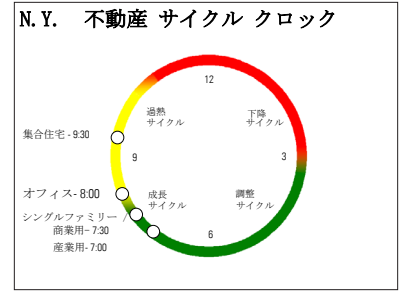 N.Y. 不動産 サイクル クロック
12
過熱
サイクル
下降
サイクル
集合住宅 - 9:30
9
3
オフィス- 8:00
成長
サイクル
調整
サイクル
シングルファミリー /
商業用- 7:30
6
産業用- 7:00